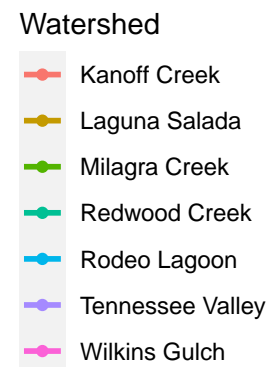 Watershed
Kanoff Creek
Laguna Salada
Milagra Creek
Redwood Creek
Rodeo Lagoon
Tennessee Valley
Wilkins Gulch